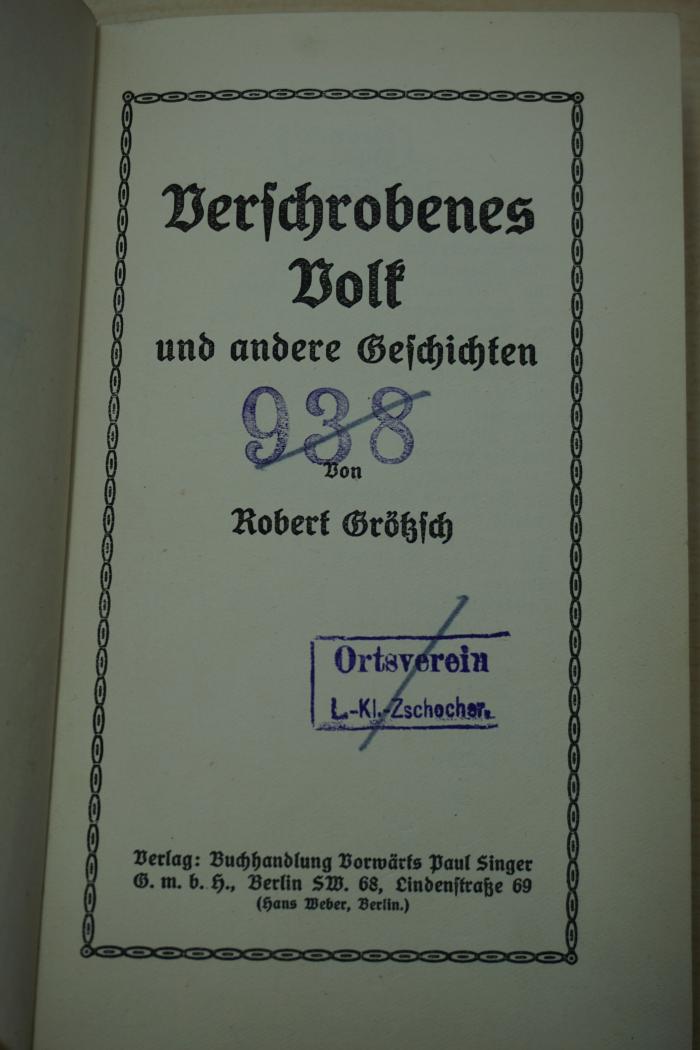 Verschrobenes
Volk
und andere Geschichten
938
Von
Robert Grötzsch
Ortsverein
L.-Kl.-Zschocher.
Verlag: Buchhandlung Vorwärts Paul Singer
G. m. b. H., Berlin SW. 68, Lindenstraße 69
(Hans Weber, Berlin.)